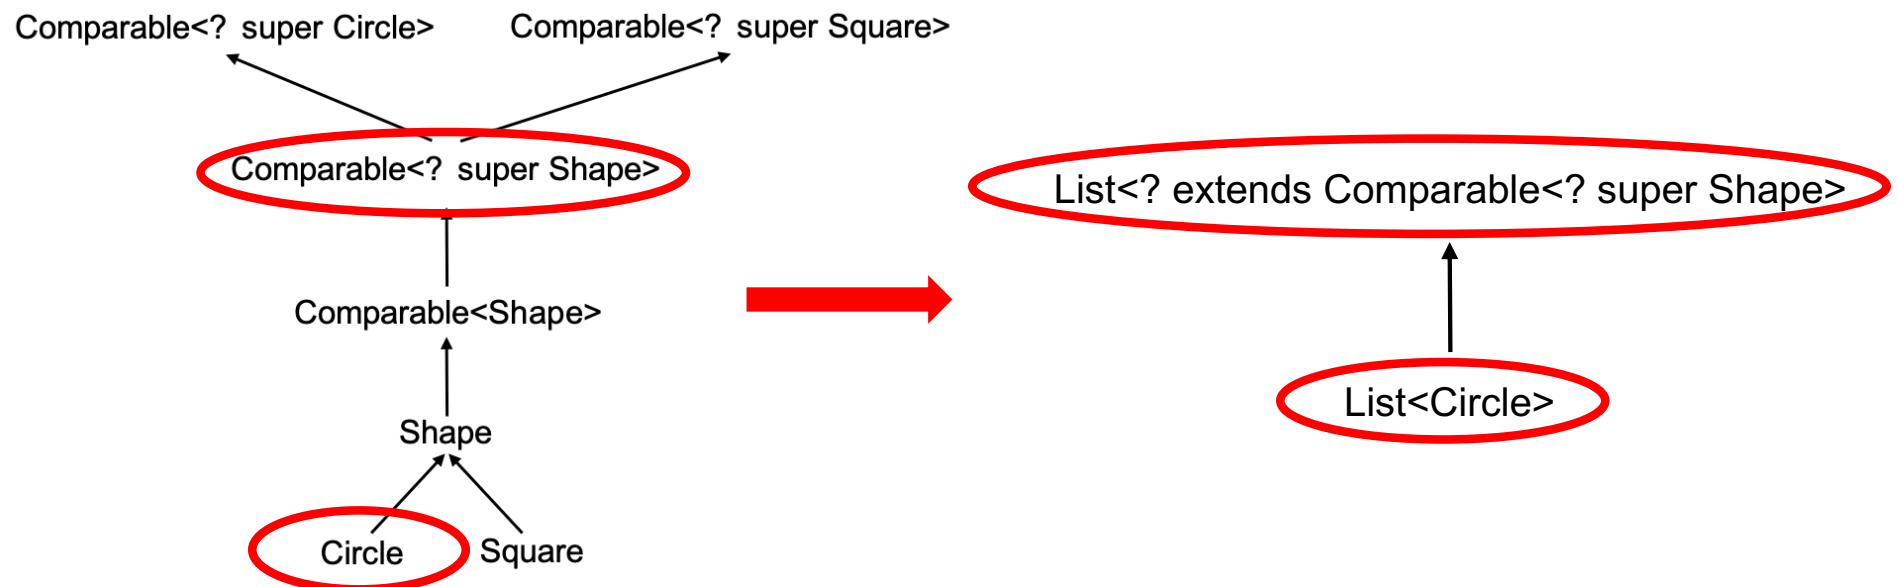 Comparable<? super Circle>
Comparable<? super Square>
Comparable<? super Shape>
Comparable<Shape>
Shape
Circle
Square
List<? extends Comparable<? super Shape>
List<Circle>